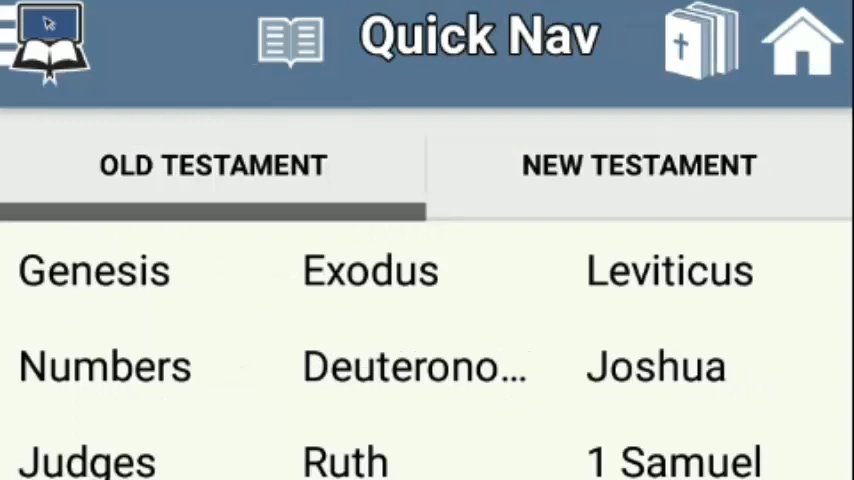 Quick Nav
OLD TESTAMENT NEW TESTAMENT
Genesis Exodus Leviticus
Numbers Deuterono... Joshua
Judges Ruth 1 Samuel